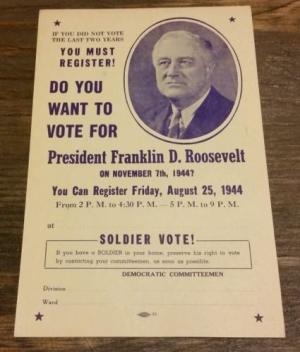 IF YOU DID NOT VOTE
THE LAST TWO YEARS
YOU MUST
REGISTER!
DO YOU
WANT TO
VOTE FOR
President Franklin D. Roosevelt
ON NOVEMBER 7th, 1944?
You Can Register Friday, August 25, 1944
From 2 P. M. to 4:30 P. M. — 5 P. M. to 9 P. M.
at
SOLDIER VOTE!
If you have a SOLDIER in your home, preserve his right to vote
by contacting your committeemen, as soon as possible.
DEMOCRATIC COMMITTEEMEN
Division
Ward